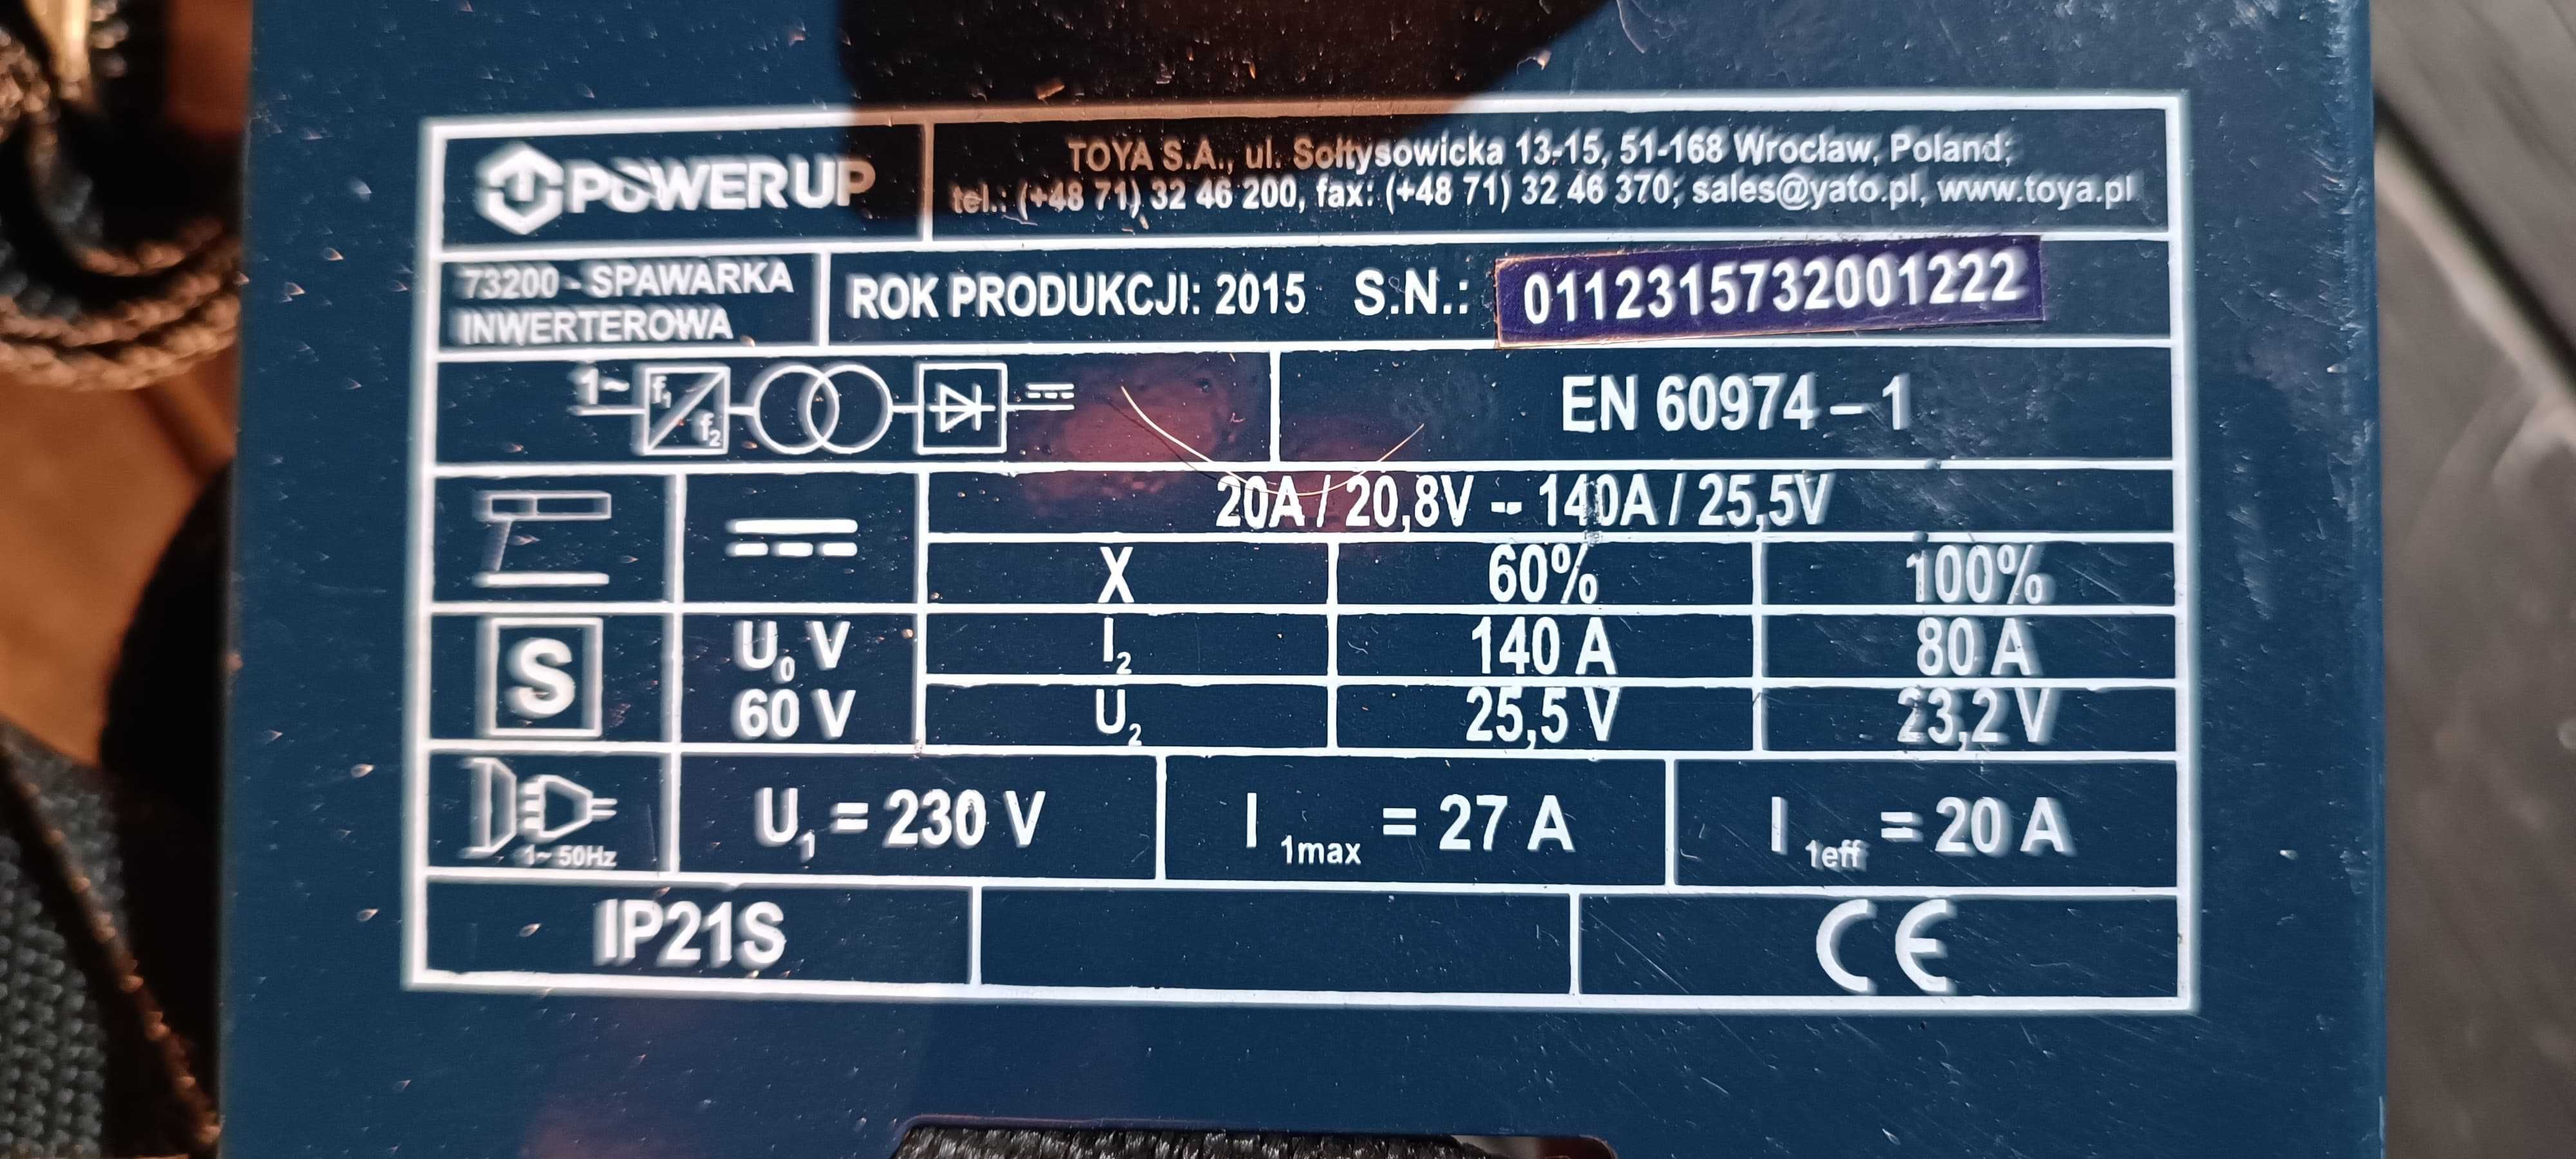 POWERUP
TOYA S.A., ul. Sołtysowicka 13-15, 51-168 Wrocław, Poland;
tel.: (+48 71) 32 46 200, fax: (+48 71) 32 46 370; sales@yato.pl, www.toya.pl
73200 - SPAWARKA
INWERTEROWA
ROK PRODUKCJI: 2015 S.N.: 0112315732001222
1~ f₁ f₂
EN 60974 – 1
20A / 20,8V -- 140A / 25,5V
X 60% 100%
S
U₀ V
60 V
I₂ 140 A 80 A
U₂ 25,5 V 23,2 V
1~ 50Hz
U₁ = 230 V I 1max = 27 A I 1eff = 20 A
IP21S CE